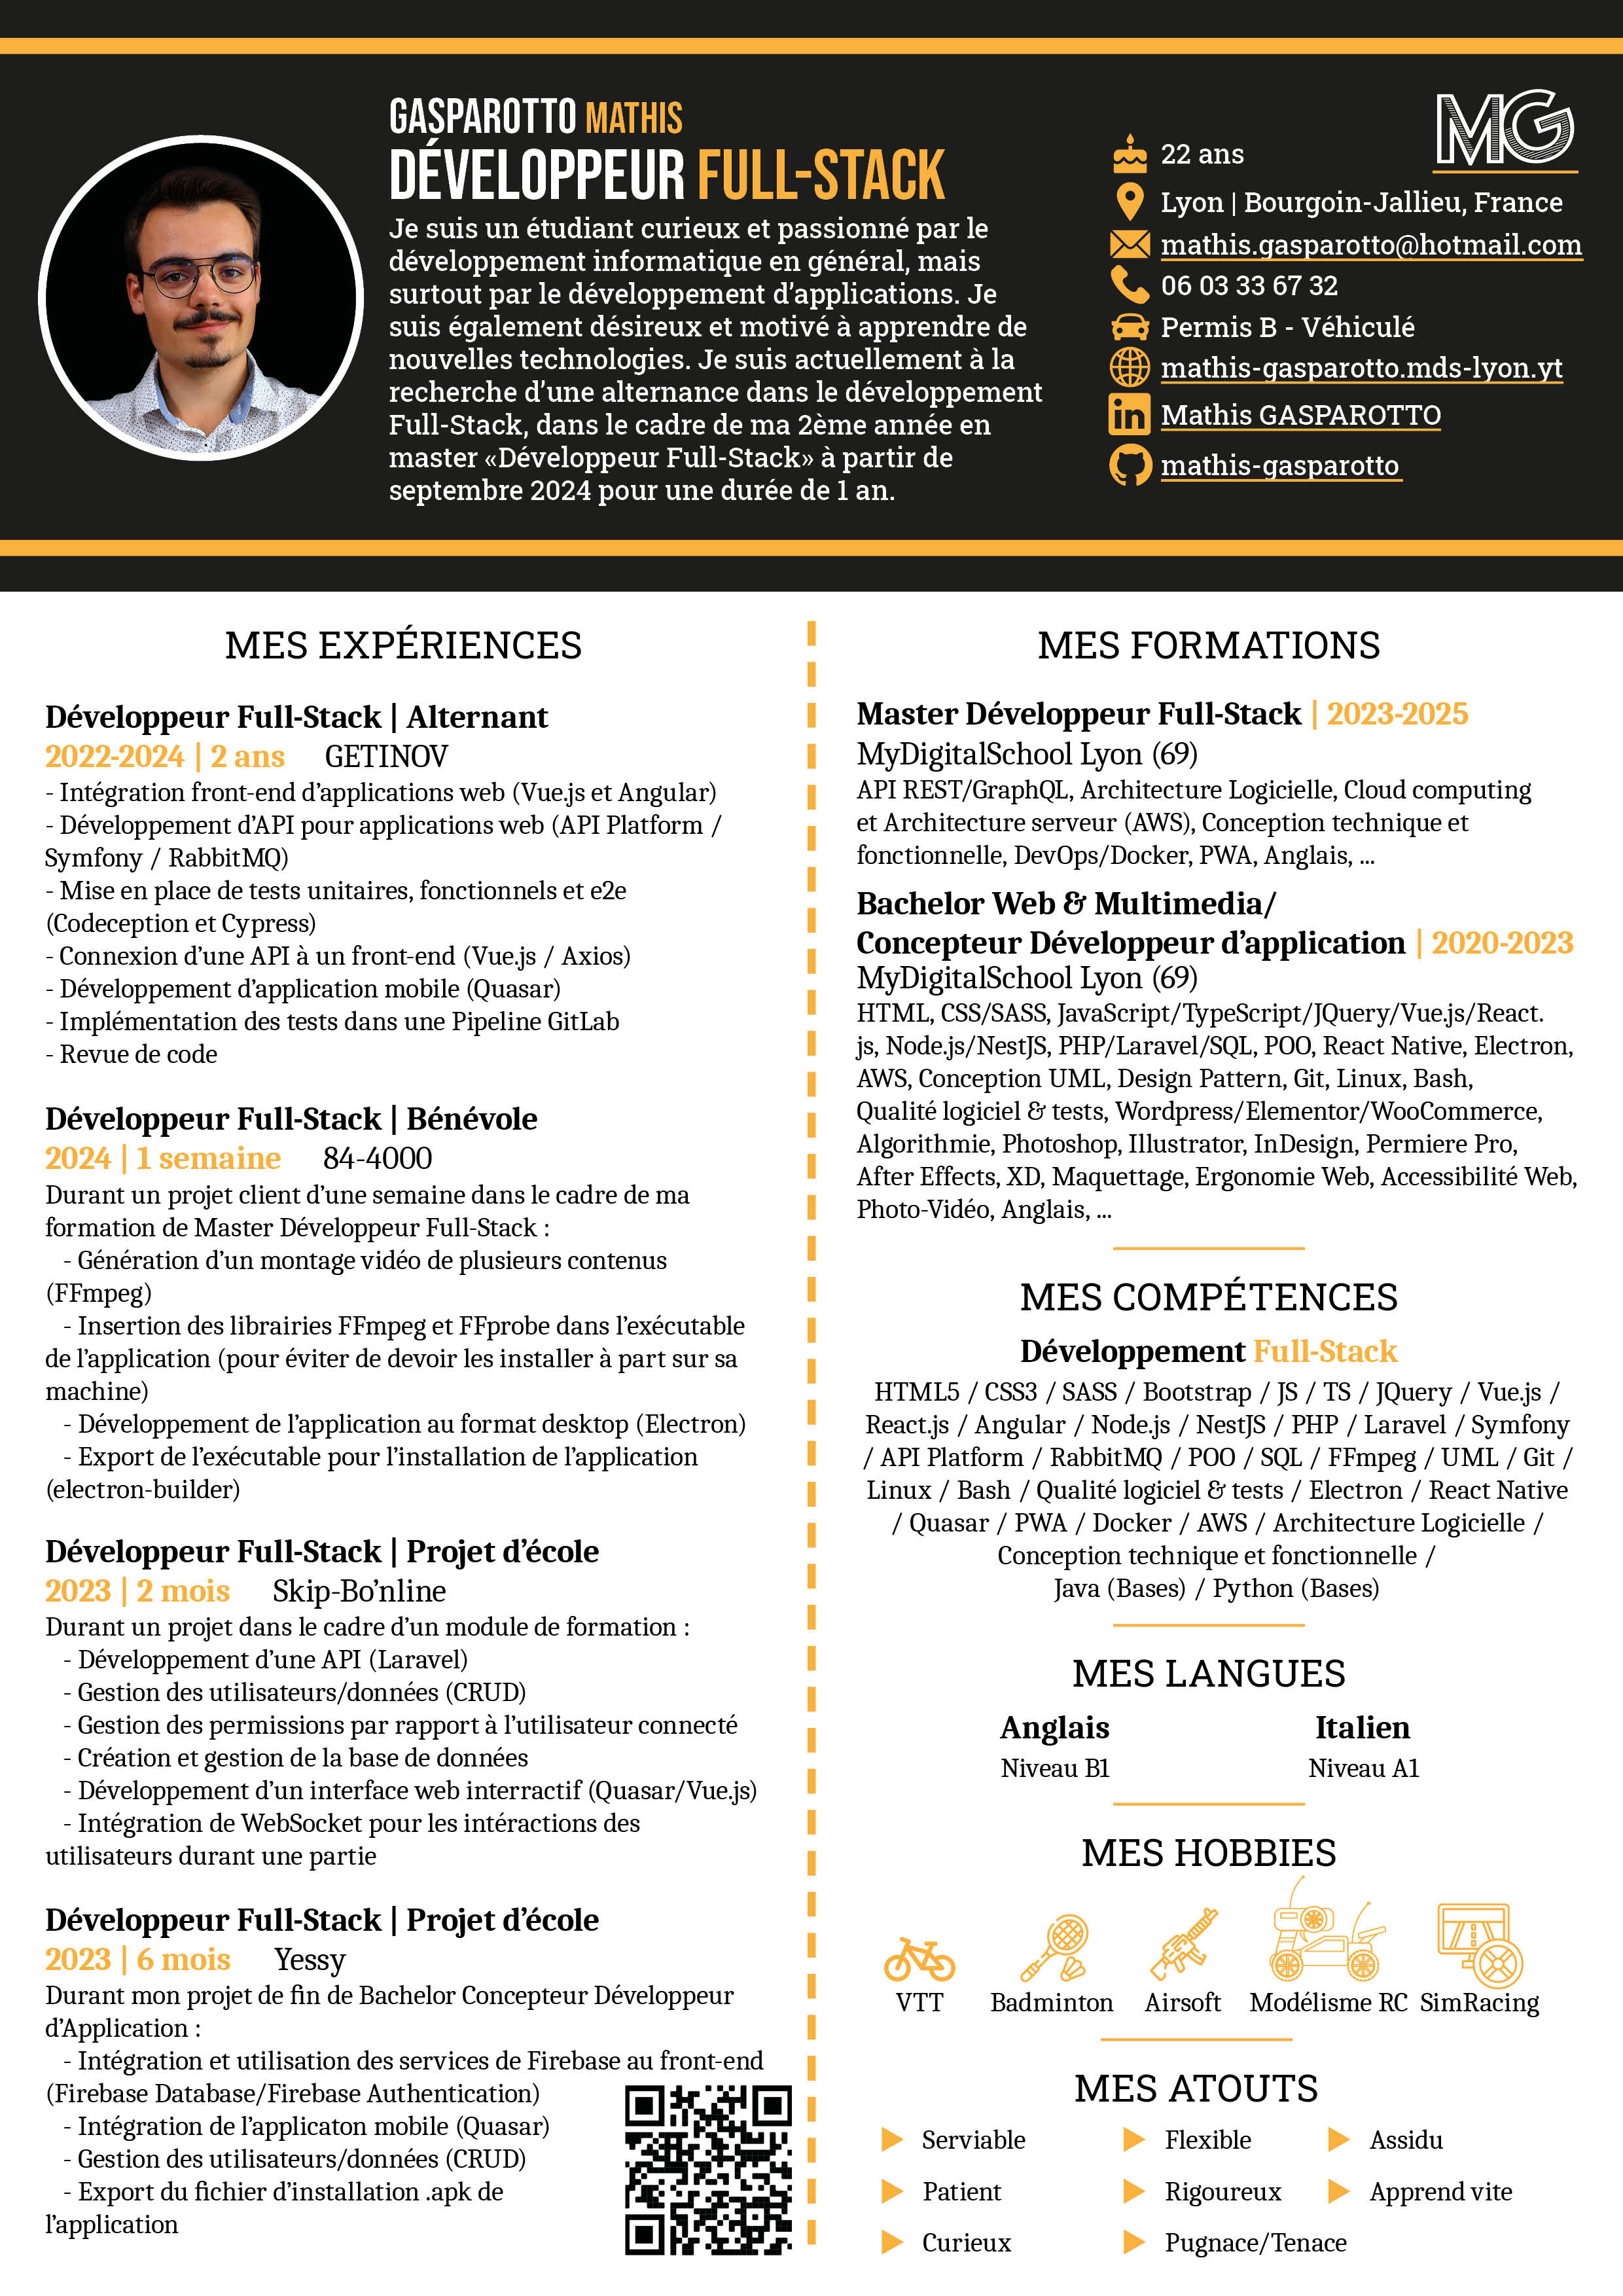 GASPAROTTO MATHIS
DÉVELOPPEUR FULL-STACK
Je suis un étudiant curieux et passionné par le
développement informatique en général, mais
surtout par le développement d’applications. Je
suis également désireux et motivé à apprendre de
nouvelles technologies. Je suis actuellement à la
recherche d’une alternance dans le développement
Full-Stack, dans le cadre de ma 2ème année en
master «Développeur Full-Stack» à partir de
septembre 2024 pour une durée de 1 an.
MG
22 ans
Lyon | Bourgoin-Jallieu, France
mathis.gasparotto@hotmail.com
06 03 33 67 32
Permis B - Véhiculé
mathis-gasparotto.mds-lyon.yt
Mathis GASPAROTTO
mathis-gasparotto
MES EXPÉRIENCES
Développeur Full-Stack | Alternant
2022-2024 | 2 ans GETINOV
- Intégration front-end d’applications web (Vue.js et Angular)
- Développement d’API pour applications web (API Platform /
Symfony / RabbitMQ)
- Mise en place de tests unitaires, fonctionnels et e2e
(Codeception et Cypress)
- Connexion d’une API à un front-end (Vue.js / Axios)
- Développement d’application mobile (Quasar)
- Implémentation des tests dans une Pipeline GitLab
- Revue de code
Développeur Full-Stack | Bénévole
2024 | 1 semaine 84-4000
Durant un projet client d’une semaine dans le cadre de ma
formation de Master Développeur Full-Stack :
- Génération d’un montage vidéo de plusieurs contenus
(FFmpeg)
- Insertion des librairies FFmpeg et FFprobe dans l’exécutable
de l’application (pour éviter de devoir les installer à part sur sa
machine)
- Développement de l’application au format desktop (Electron)
- Export de l’exécutable pour l’installation de l’application
(electron-builder)
Développeur Full-Stack | Projet d’école
2023 | 2 mois Skip-Bo’nline
Durant un projet dans le cadre d’un module de formation :
- Développement d’une API (Laravel)
- Gestion des utilisateurs/données (CRUD)
- Gestion des permissions par rapport à l’utilisateur connecté
- Création et gestion de la base de données
- Développement d’un interface web interractif (Quasar/Vue.js)
- Intégration de WebSocket pour les intéractions des
utilisateurs durant une partie
Développeur Full-Stack | Projet d’école
2023 | 6 mois Yessy
Durant mon projet de fin de Bachelor Concepteur Développeur
d’Application :
- Intégration et utilisation des services de Firebase au front-end
(Firebase Database/Firebase Authentication)
- Intégration de l’applicaton mobile (Quasar)
- Gestion des utilisateurs/données (CRUD)
- Export du fichier d’installation .apk de
l’application
MES FORMATIONS
Master Développeur Full-Stack | 2023-2025
MyDigitalSchool Lyon (69)
API REST/GraphQL, Architecture Logicielle, Cloud computing
et Architecture serveur (AWS), Conception technique et
fonctionnelle, DevOps/Docker, PWA, Anglais, ...
Bachelor Web & Multimedia/
Concepteur Développeur d’application | 2020-2023
MyDigitalSchool Lyon (69)
HTML, CSS/SASS, JavaScript/TypeScript/JQuery/Vue.js/React.
js, Node.js/NestJS, PHP/Laravel/SQL, POO, React Native, Electron,
AWS, Conception UML, Design Pattern, Git, Linux, Bash,
Qualité logiciel & tests, Wordpress/Elementor/WooCommerce,
Algorithmie, Photoshop, Illustrator, InDesign, Permiere Pro,
After Effects, XD, Maquettage, Ergonomie Web, Accessibilité Web,
Photo-Vidéo, Anglais, ...
MES COMPÉTENCES
Développement Full-Stack
HTML5 / CSS3 / SASS / Bootstrap / JS / TS / JQuery / Vue.js /
React.js / Angular / Node.js / NestJS / PHP / Laravel / Symfony
/ API Platform / RabbitMQ / POO / SQL / FFmpeg / UML / Git /
Linux / Bash / Qualité logiciel & tests / Electron / React Native
/ Quasar / PWA / Docker / AWS / Architecture Logicielle /
Conception technique et fonctionnelle /
Java (Bases) / Python (Bases)
MES LANGUES
Anglais Italien
Niveau B1 Niveau A1
MES HOBBIES
VTT Badminton Airsoft Modélisme RC SimRacing
MES ATOUTS
Serviable Flexible Assidu
Patient Rigoureux Apprend vite
Curieux Pugnace/Tenace